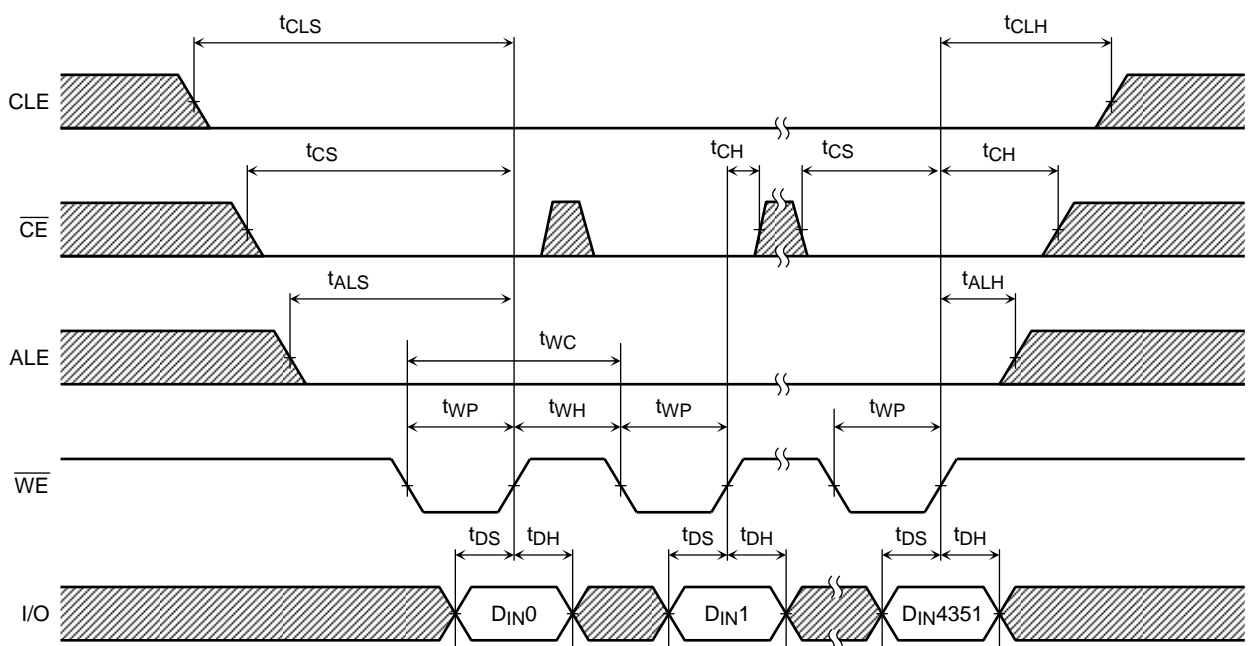 tCLS
tCLH
CLE
tCS
tCH
tCS
tCH
CE
tALS
tALH
ALE
tWC
tWP
tWH
tWP
tWP
WE
tDS
tDH
tDS
tDH
tDS
tDH
I/O
DIN0
DIN1
DIN4351